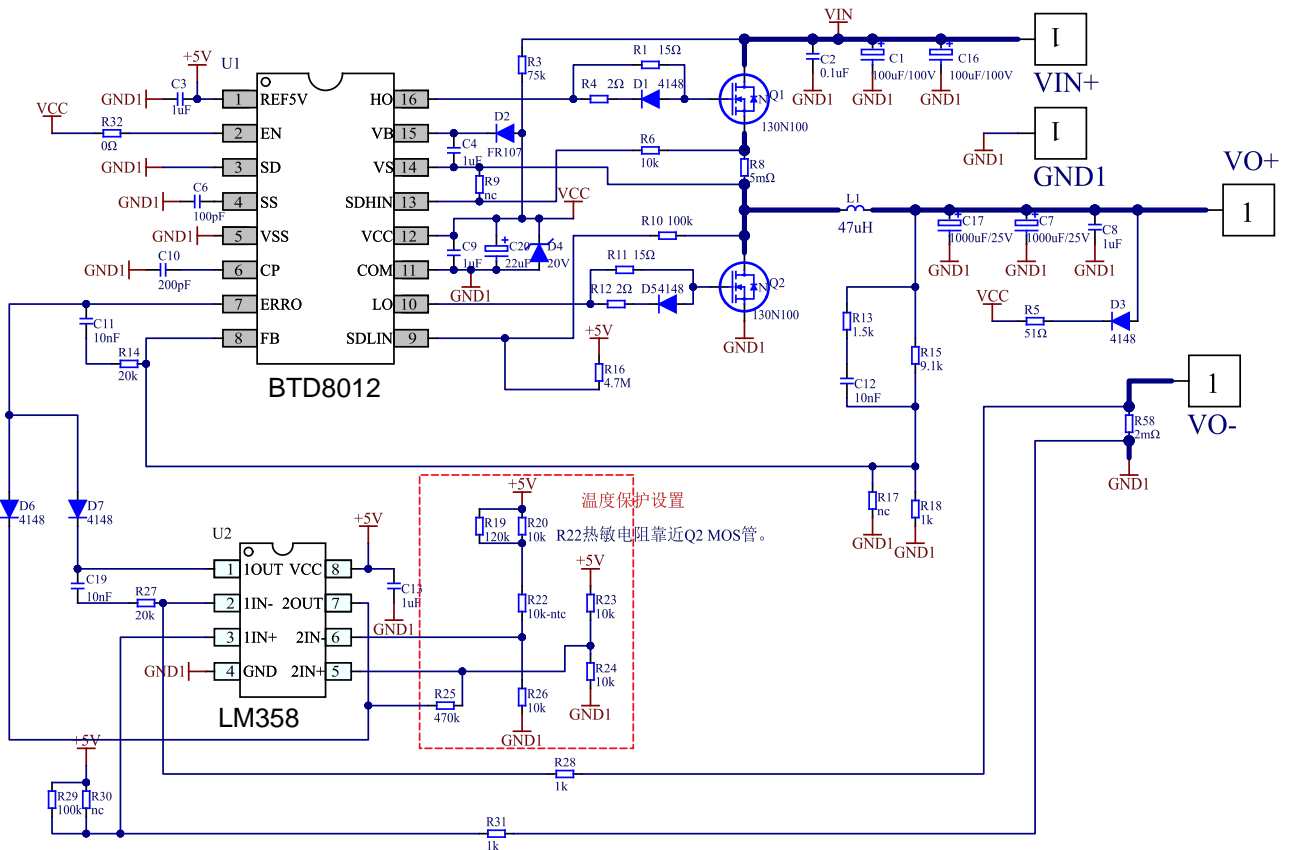 VIN
VIN+
1
GND1
1
VO+
1
VO-
1
U1
BTD8012
1 REF5V
2 EN
3 SD
4 SS
5 VSS
6 CP
7 ERRO
8 FB
HO 16
VB 15
VS 14
SDHIN 13
VCC 12
COM 11
LO 10
SDLIN 9
+5V
C3
1uF
GND1
VCC
R32
0Ω
GND1
C6
100pF
GND1
GND1
C10
200pF
GND1
C11
10nF
R14
20k
R3
75k
R1 15Ω
R4 2Ω
D1 4148
Q1
130N100
C2
0.1uF
GND1
C1
100uF/100V
GND1
C16
100uF/100V
GND1
D2
FR107
C4
1uF
R9
nc
R6
10k
R8
5mΩ
VCC
C9
1uF
C20
22uF
D4
20V
GND1
R10 100k
R11 15Ω
R12 2Ω
D5 4148
Q2
130N100
GND1
+5V
R16
4.7M
L1
47uH
C17
1000uF/25V
GND1
C7
1000uF/25V
GND1
C8
1uF
GND1
VCC
R5
51Ω
D3
4148
R13
1.5k
C12
10nF
R15
9.1k
R58
2mΩ
GND1
R17
nc
GND1
R18
1k
GND1
D6
4148
D7
4148
U2
LM358
1 1OUT
2 1IN-
3 1IN+
4 GND
VCC 8
2OUT 7
2IN- 6
2IN+ 5
+5V
C13
1uF
GND1
C19
10nF
R27
20k
GND1
温度保护设置
R22热敏电阻靠近Q2 MOS管。
+5V
R19
120k
R20
10k
R22
10k-ntc
R26
10k
GND1
+5V
R23
10k
R24
10k
GND1
R25
470k
+5V
R29
100k
R30
nc
R28
1k
R31
1k